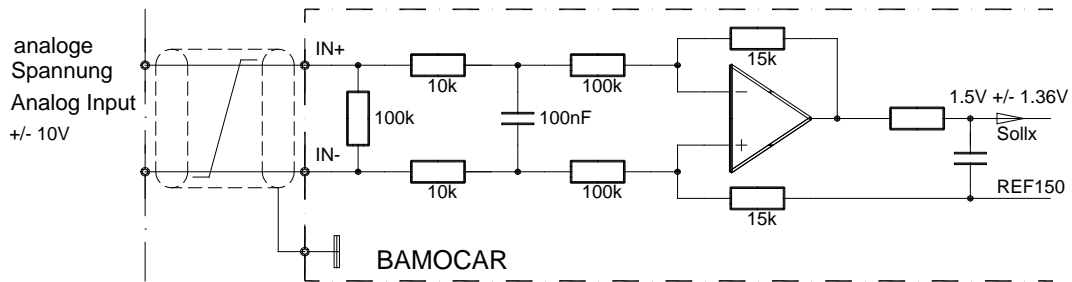 analoge
Spannung
Analog Input
+/- 10V
IN+
IN-
100k
10k
10k
100nF
100k
100k
15k
15k
−
+
1.5V +/- 1.36V
Sollx
REF150
BAMOCAR